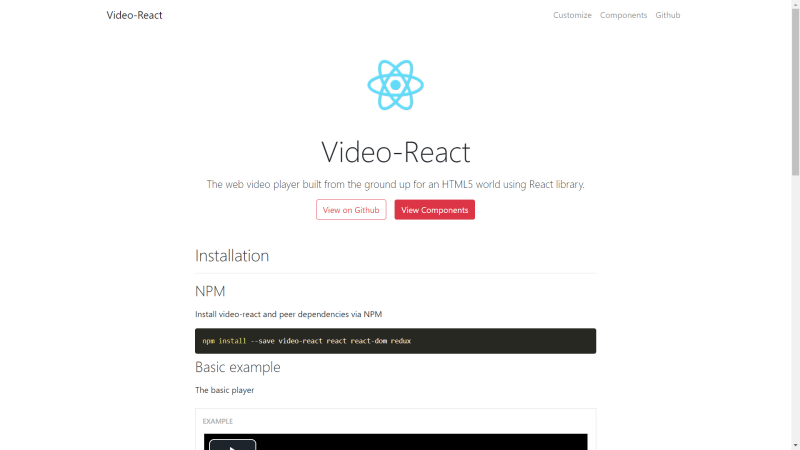 Video-React
Customize Components Github
Video-React
The web video player built from the ground up for an HTML5 world using React library.
View on Github View Components
Installation
NPM
Install video-react and peer dependencies via NPM
npm install --save video-react react react-dom redux
Basic example
The basic player
EXAMPLE